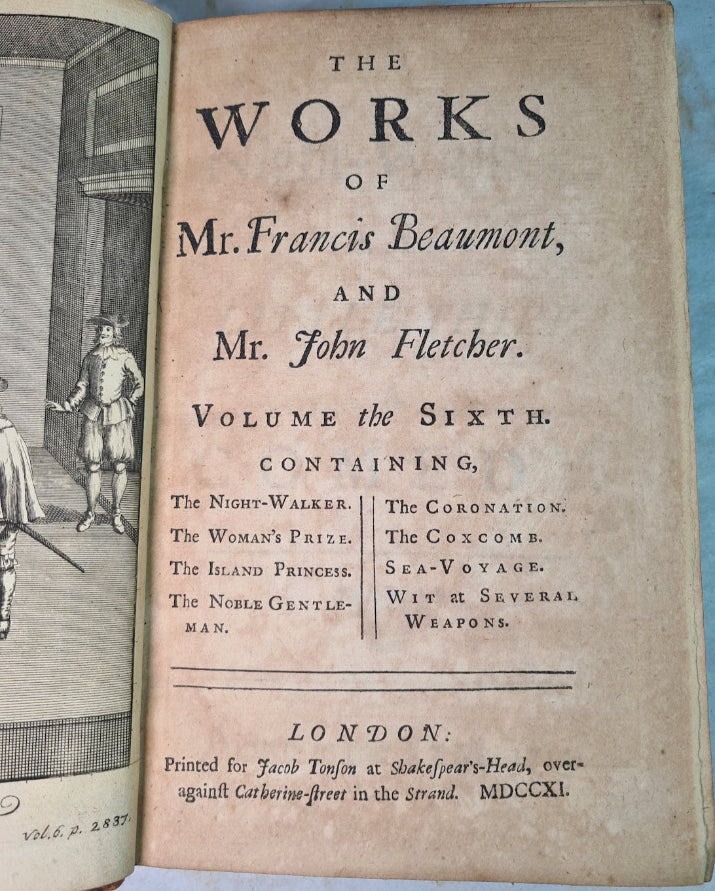 THE
WORKS
OF
Mr. Francis Beaumont,
AND
Mr. John Fletcher.
VOLUME the SIXTH.
CONTAINING,
The NIGHT-WALKER.
The WOMAN'S PRIZE.
The ISLAND PRINCESS.
The NOBLE GENTLE-
MAN.
The CORONATION.
The COXCOMB.
SEA-VOYAGE.
WIT at SEVERAL
WEAPONS.
LONDON:
Printed for Jacob Tonſon at Shakeſpear's-Head, over-
againſt Catherine-ſtreet in the Strand. MDCCXI.
vol. 6. p. 2837.